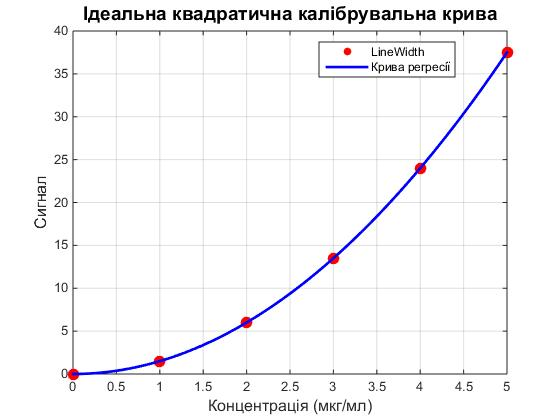 Ідеальна квадратична калібрувальна крива
LineWidth
Крива регресії
Сигнал
40
35
30
25
20
15
10
5
0
0 0.5 1 1.5 2 2.5 3 3.5 4 4.5 5
Концентрація (мкг/мл)